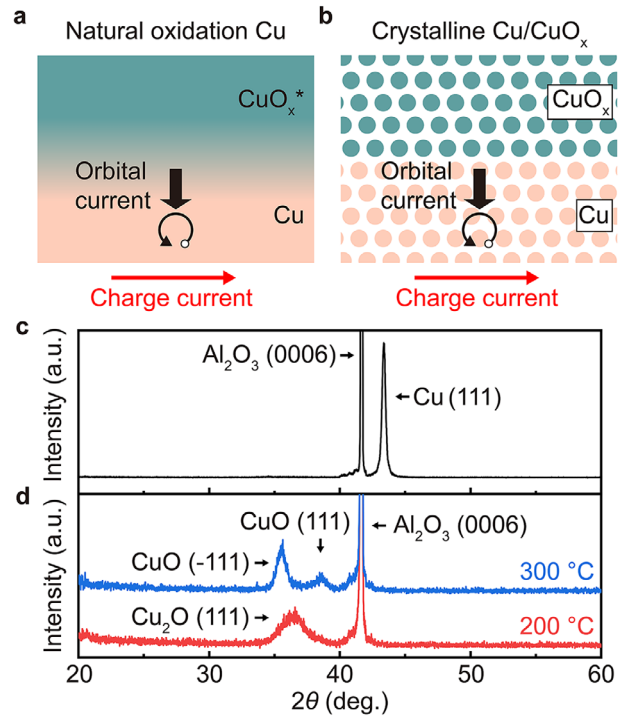 a
Natural oxidation Cu
CuOₓ*
Orbital
current
Cu
Charge current
b
Crystalline Cu/CuOₓ
CuOₓ
Orbital
current
Cu
Charge current
c
Intensity (a.u.)
Al₂O₃ (0006)
Cu (111)
d
Intensity (a.u.)
CuO (111)
Al₂O₃ (0006)
CuO (-111)
300 °C
Cu₂O (111)
200 °C
20 30 40 50 60
2θ (deg.)